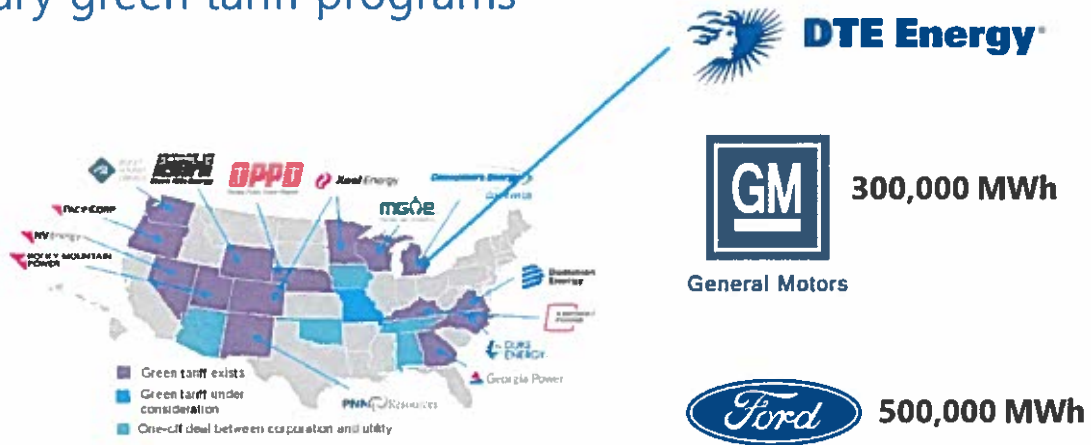 ary green tariff programs
DTE Energy
GM
300,000 MWh
General Motors
Xcel Energy
Consumers Energy
mge
PACIFICORP
NV Energy
ROCKY MOUNTAIN
POWER
Dominion
Energy
DUKE
ENERGY
Georgia Power
PNM Resources
Green tariff exists
Green tariff under
consideration
One-off deal between corporation and utility
Ford
500,000 MWh